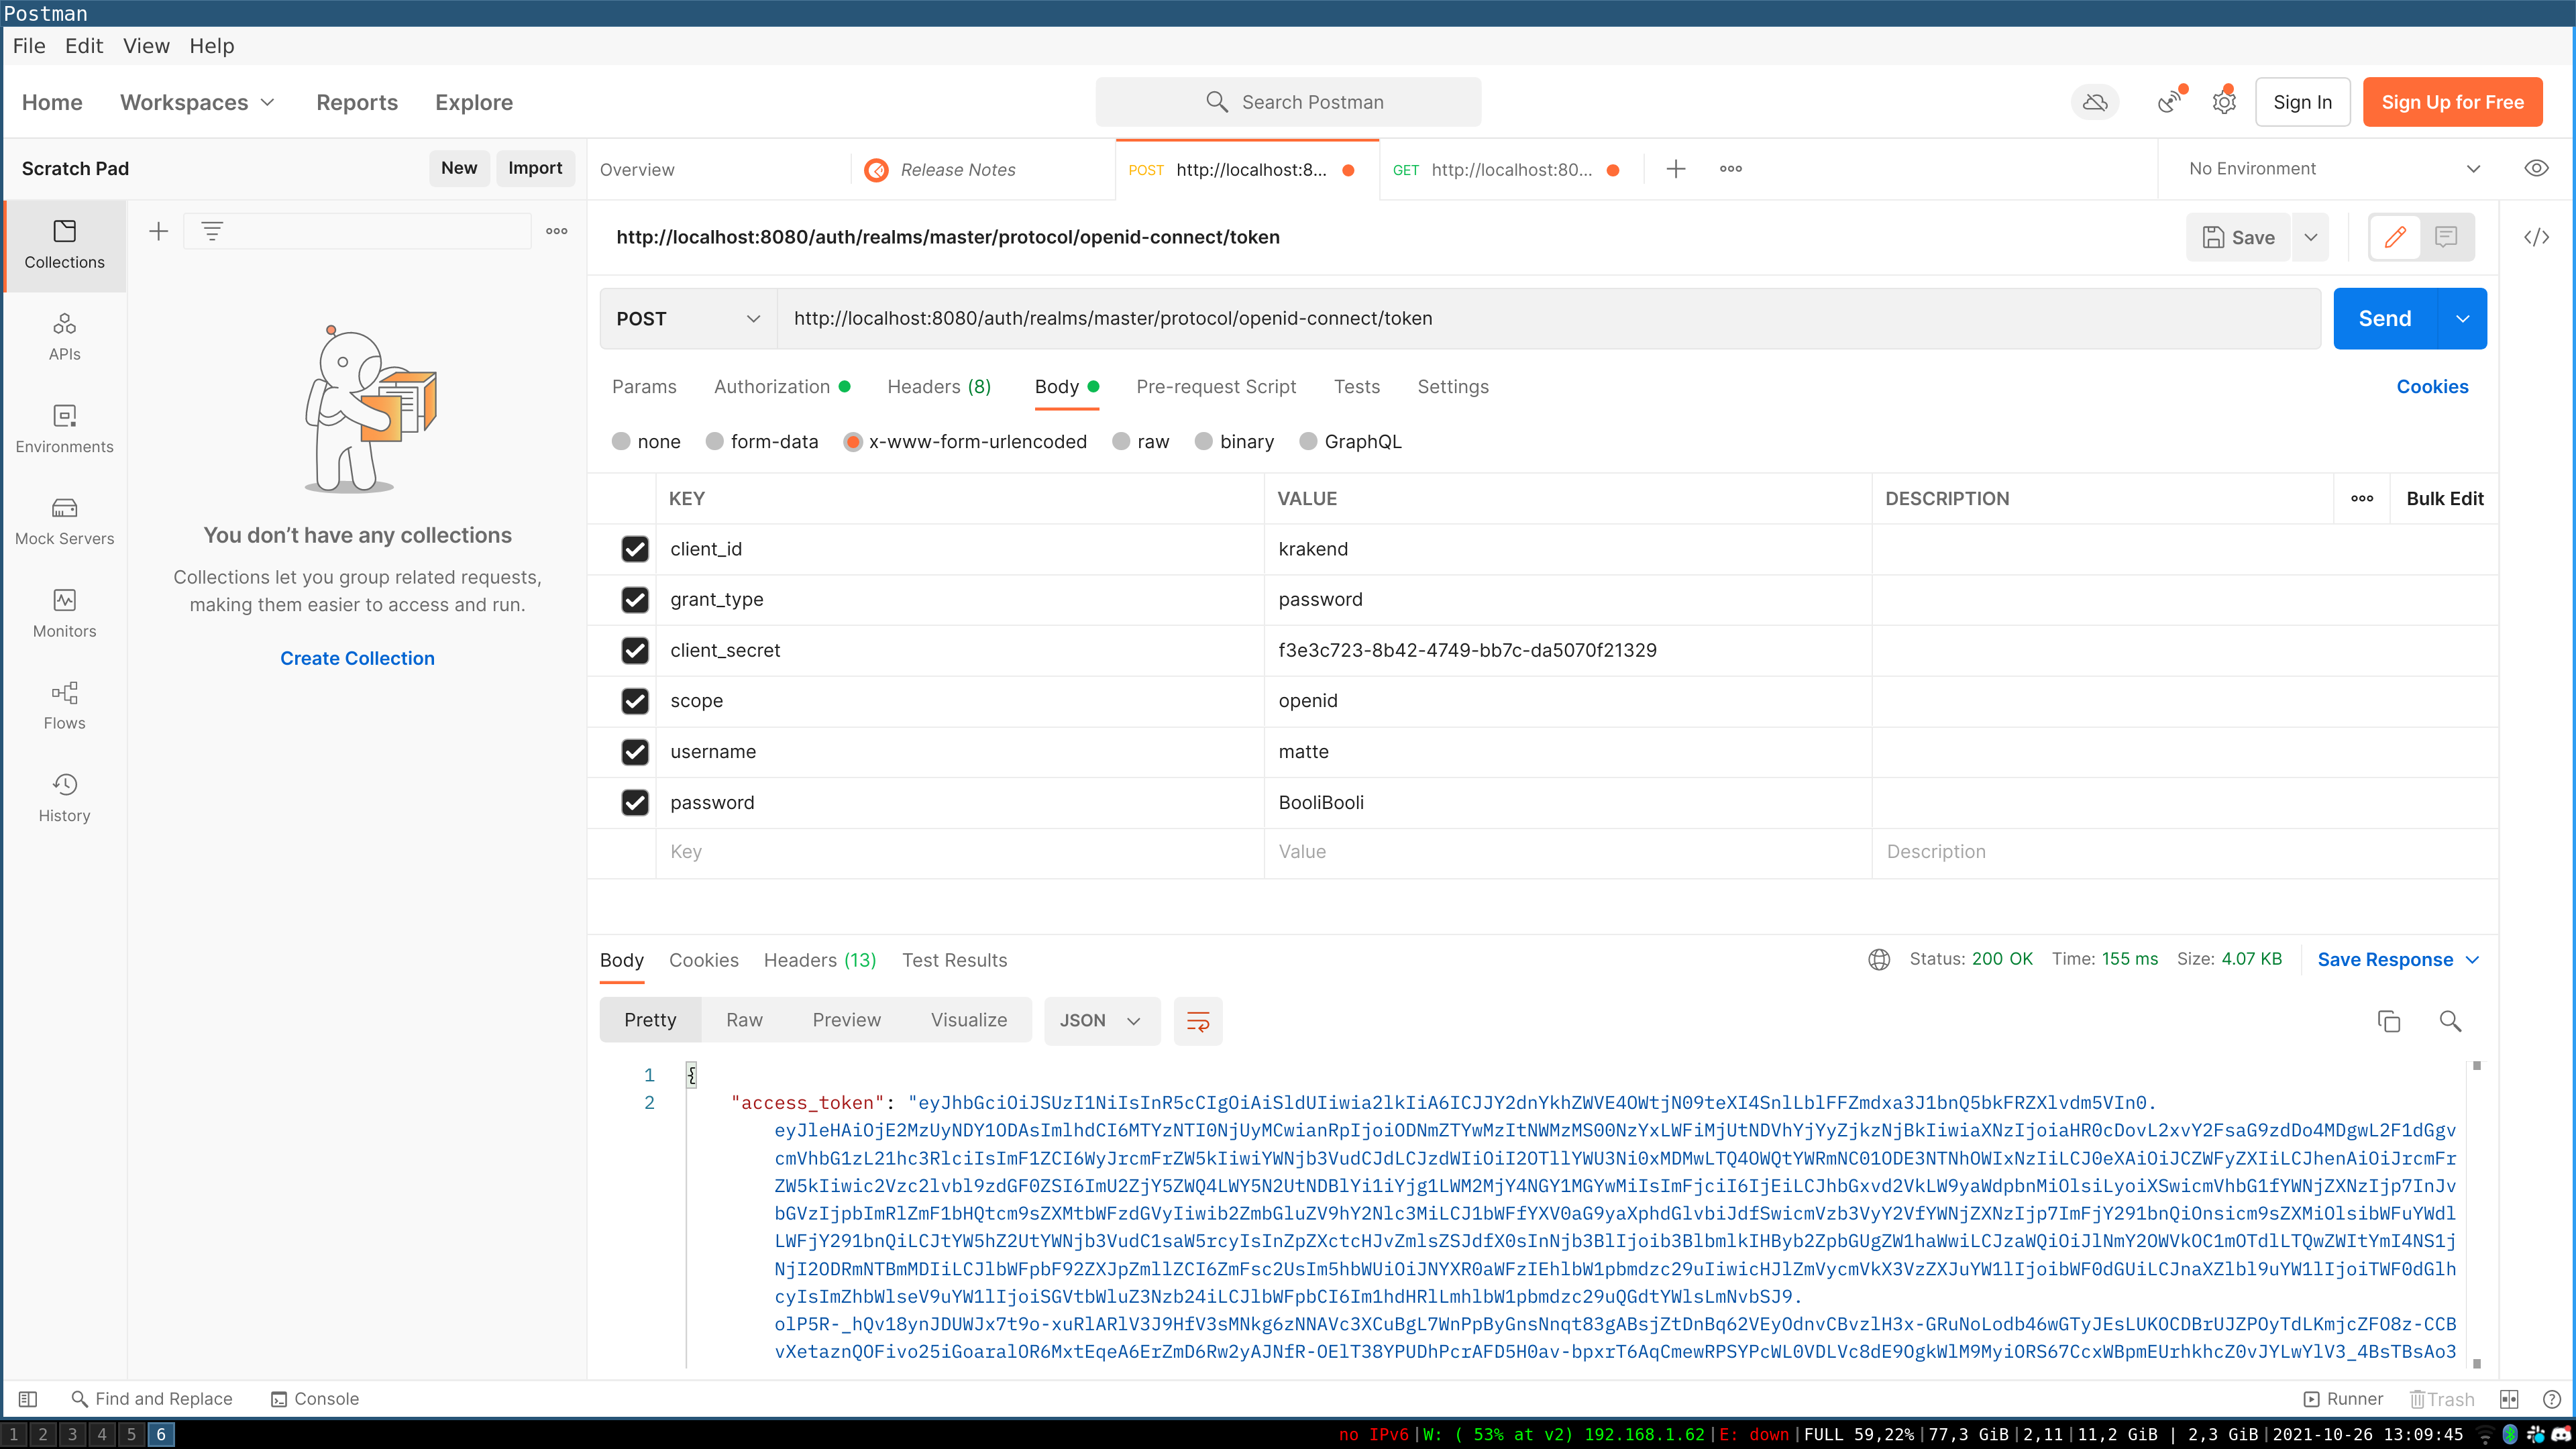 Postman
File Edit View Help
Home Workspaces Reports Explore
Search Postman
Sign In
Sign Up for Free
Scratch Pad
New Import
Overview
Release Notes
POST http://localhost:8...
GET http://localhost:80...
No Environment
Collections
APIs
Environments
Mock Servers
Monitors
Flows
History
You don’t have any collections
Collections let you group related requests,
making them easier to access and run.
Create Collection
http://localhost:8080/auth/realms/master/protocol/openid-connect/token
Save
POST http://localhost:8080/auth/realms/master/protocol/openid-connect/token
Send
Params Authorization Headers (8) Body Pre-request Script Tests Settings
Cookies
none form-data x-www-form-urlencoded raw binary GraphQL
KEY VALUE DESCRIPTION
Bulk Edit
client_id krakend
grant_type password
client_secret f3e3c723-8b42-4749-bb7c-da5070f21329
scope openid
username matte
password BooliBooli
Key Value Description
Body Cookies Headers (13) Test Results
Status: 200 OK Time: 155 ms Size: 4.07 KB Save Response
Pretty Raw Preview Visualize JSON
1 {
2 "access_token":
Find and Replace Console
Runner Trash
1 2 3 4 5 6
no IPv6|W: ( 53% at v2) 192.168.1.62|E: down|FULL 59,22%|77,3 GiB|2,11|11,2 GiB | 2,3 GiB|2021-10-26 13:09:45